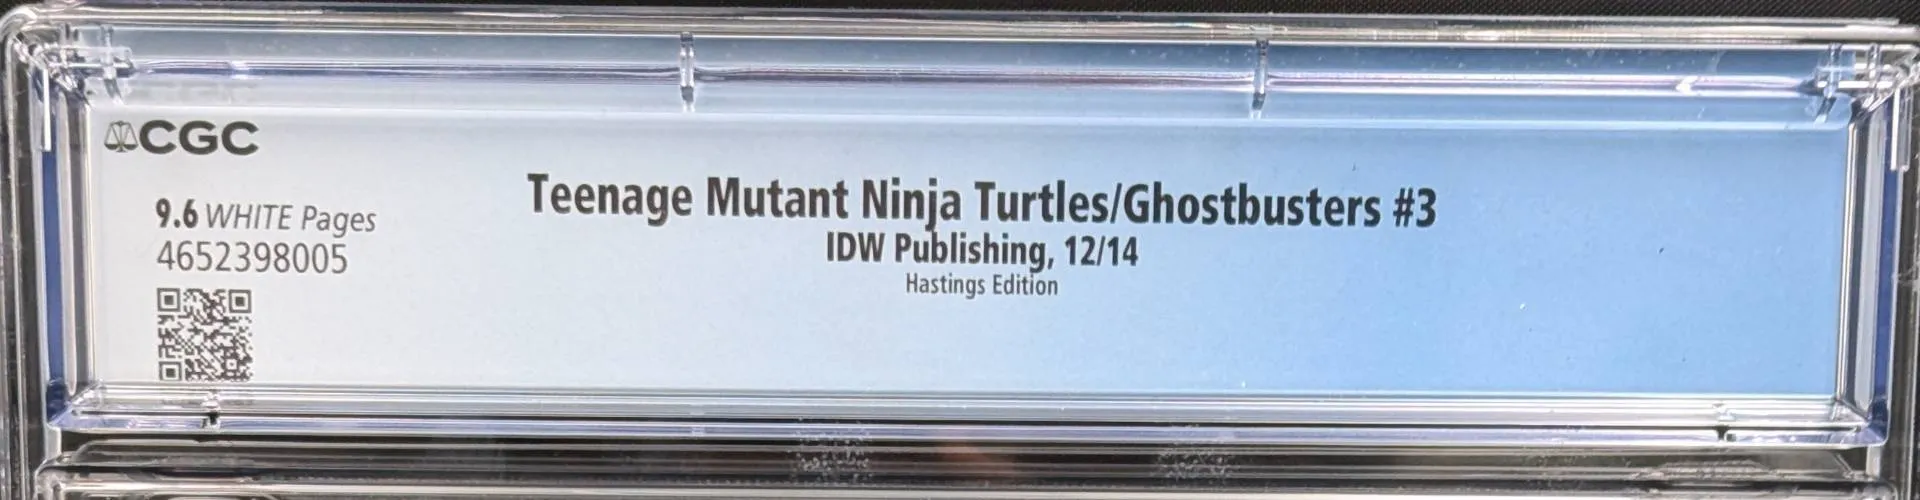 CGC
9.6 WHITE Pages
4652398005
Teenage Mutant Ninja Turtles/Ghostbusters #3
IDW Publishing, 12/14
Hastings Edition